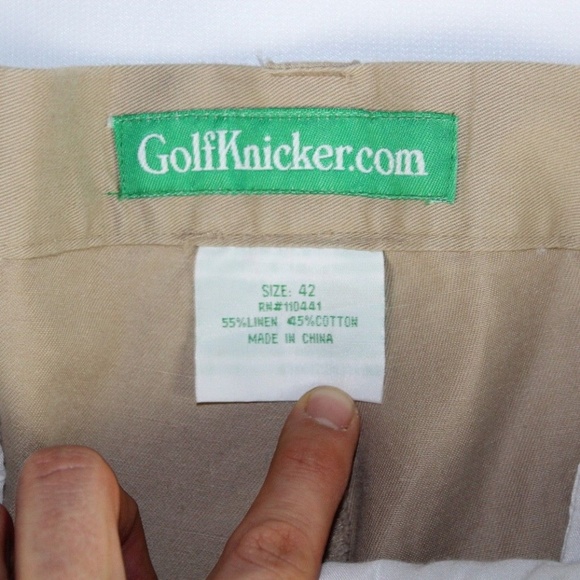 GolfKnicker.com
SIZE: 42
RN#110441
55%LINEN 45%COTTON
MADE IN CHINA